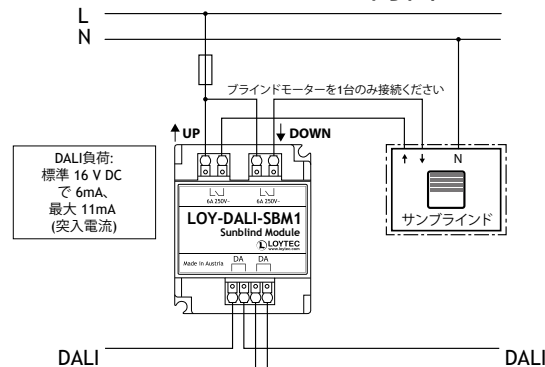 L
N
ブラインドモーターを1台のみ接続ください
↑ UP
↓ DOWN
DALI負荷:
標準 16 V DC
で 6mA、
最大 11mA
(突入電流)
↑ ↓ N
サンブラインド
6A 250V~ 6A 250V~
LOY-DALI-SBM1
Sunblind Module
LOYTEC
www.loytec.com
Made in Austria
DA DA
DALI
DALI